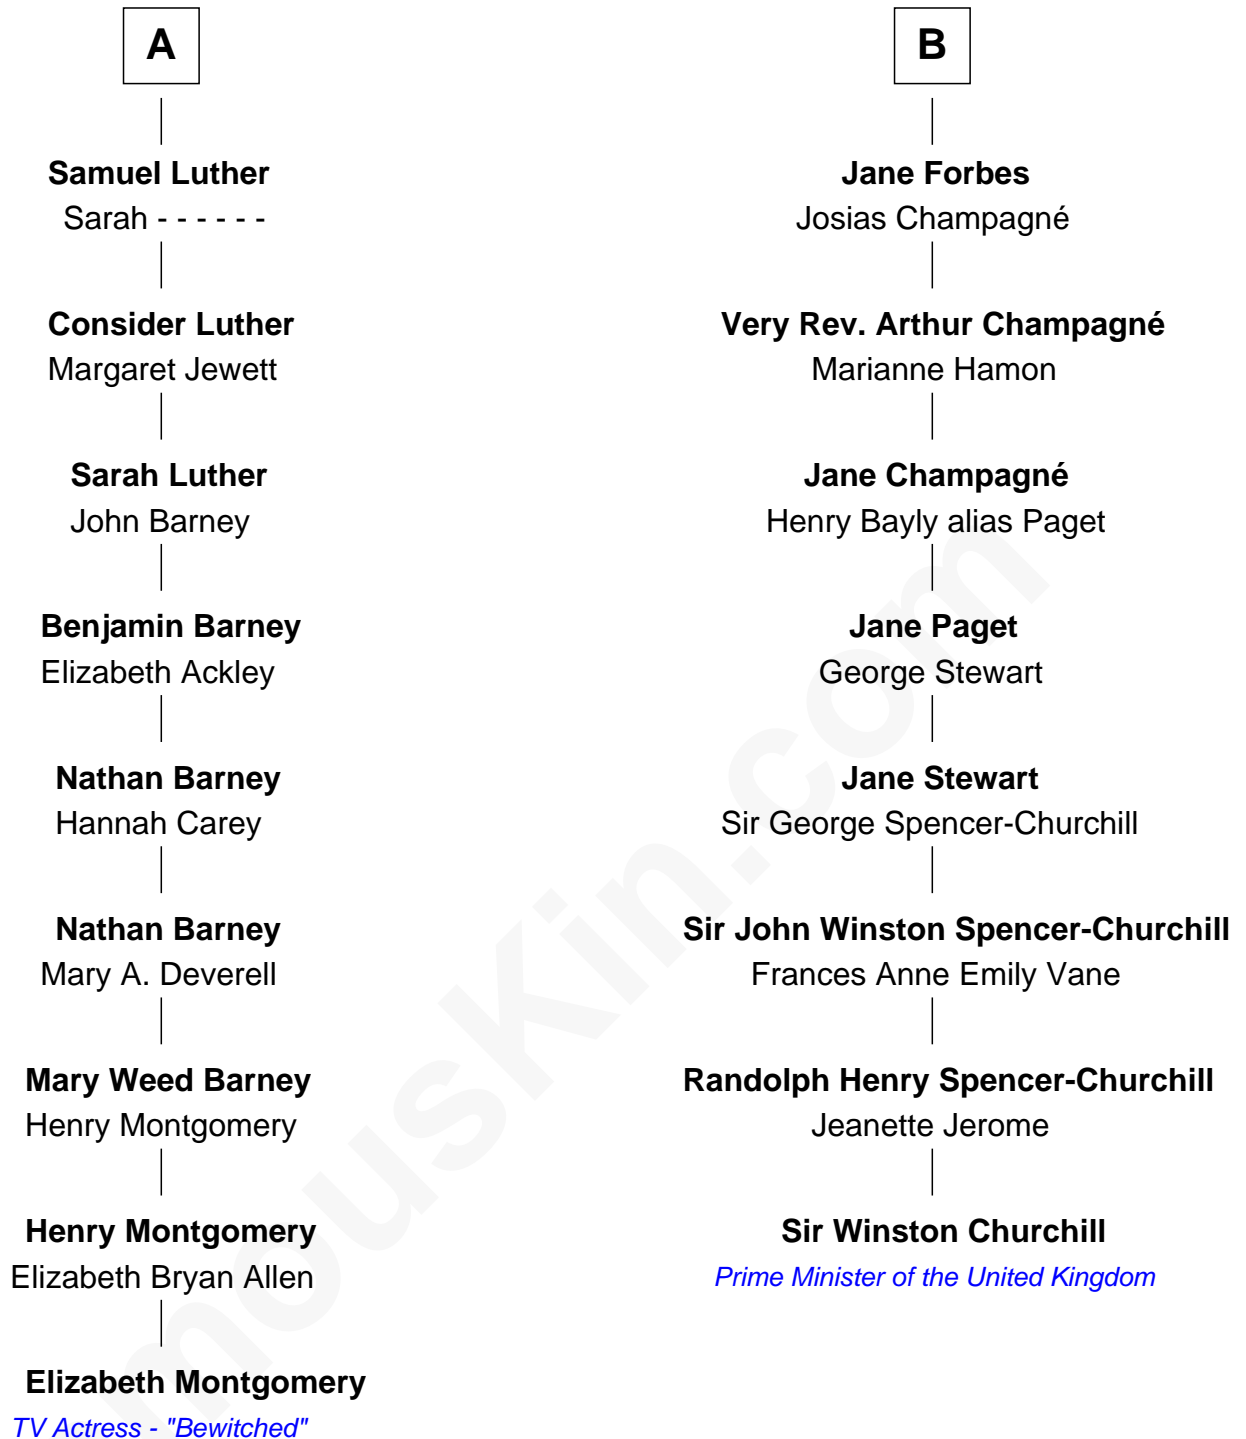 A
Samuel Luther
Sarah - - - - - -
Consider Luther
Margaret Jewett
Sarah Luther
John Barney
Benjamin Barney
Elizabeth Ackley
Nathan Barney
Hannah Carey
Nathan Barney
Mary A. Deverell
Mary Weed Barney
Henry Montgomery
Henry Montgomery
Elizabeth Bryan Allen
Elizabeth Montgomery
TV Actress - "Bewitched"
B
Jane Forbes
Josias Champagné
Very Rev. Arthur Champagné
Marianne Hamon
Jane Champagné
Henry Bayly alias Paget
Jane Paget
George Stewart
Jane Stewart
Sir George Spencer-Churchill
Sir John Winston Spencer-Churchill
Frances Anne Emily Vane
Randolph Henry Spencer-Churchill
Jeanette Jerome
Sir Winston Churchill
Prime Minister of the United Kingdom
mousKin.com